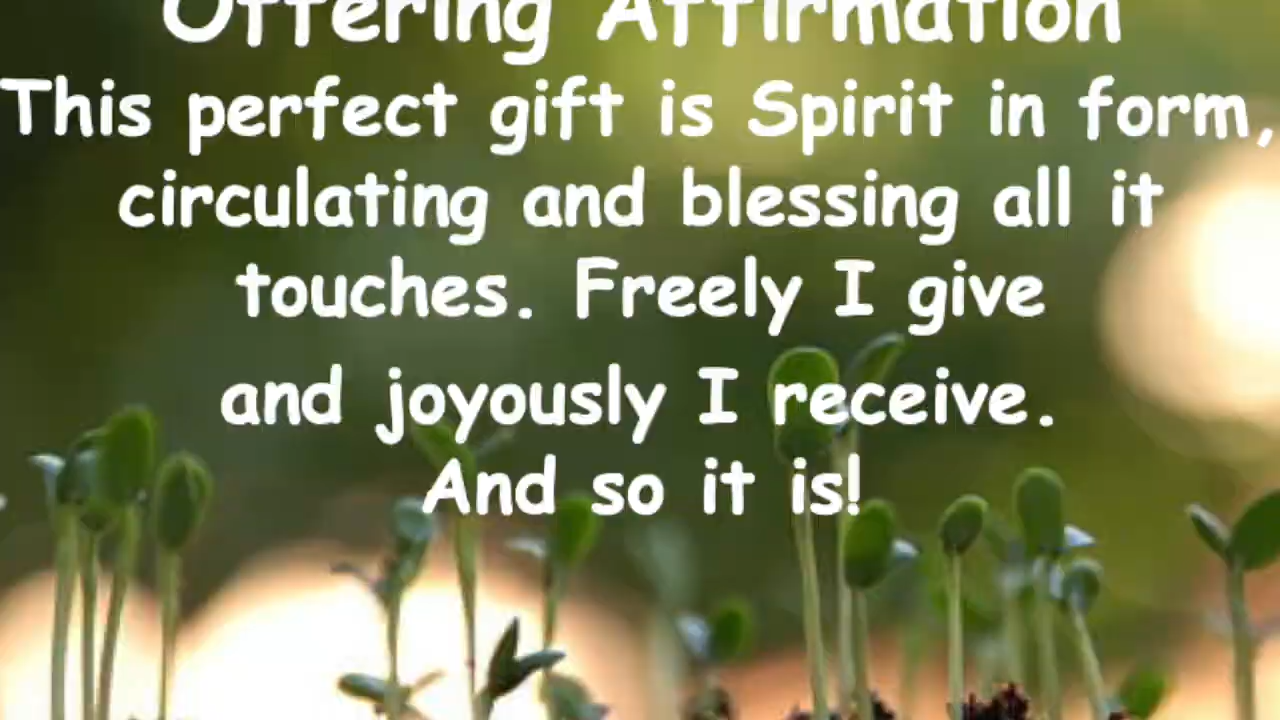 Offering Affirmation
This perfect gift is Spirit in form,
circulating and blessing all it
touches. Freely I give
and joyously I receive.
And so it is!